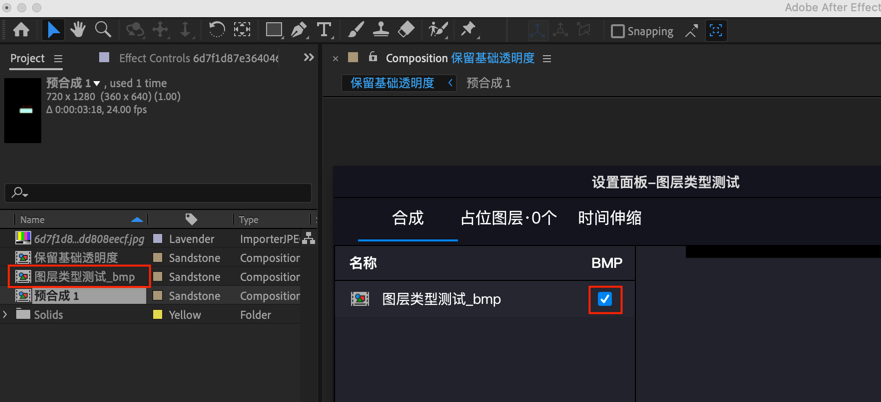 Adobe After Effect
Snapping
Project
Effect Controls 6d7f1d87e36404
Composition 保留基础透明度
预合成 1 , used 1 time
720 x 1280 (360 x 640) (1.00)
Δ 0:00:03:18, 24.00 fps
保留基础透明度
预合成 1
设置面板-图层类型测试
合成
占位图层·0个
时间伸缩
Name
Type
名称
BMP
6d7f1d8...dd808eecf.jpg
Lavender
ImporterJPE
保留基础透明度
Sandstone
Composition
图层类型测试_bmp
Sandstone
Composition
预合成 1
Sandstone
Composition
Solids
Yellow
Folder
图层类型测试_bmp